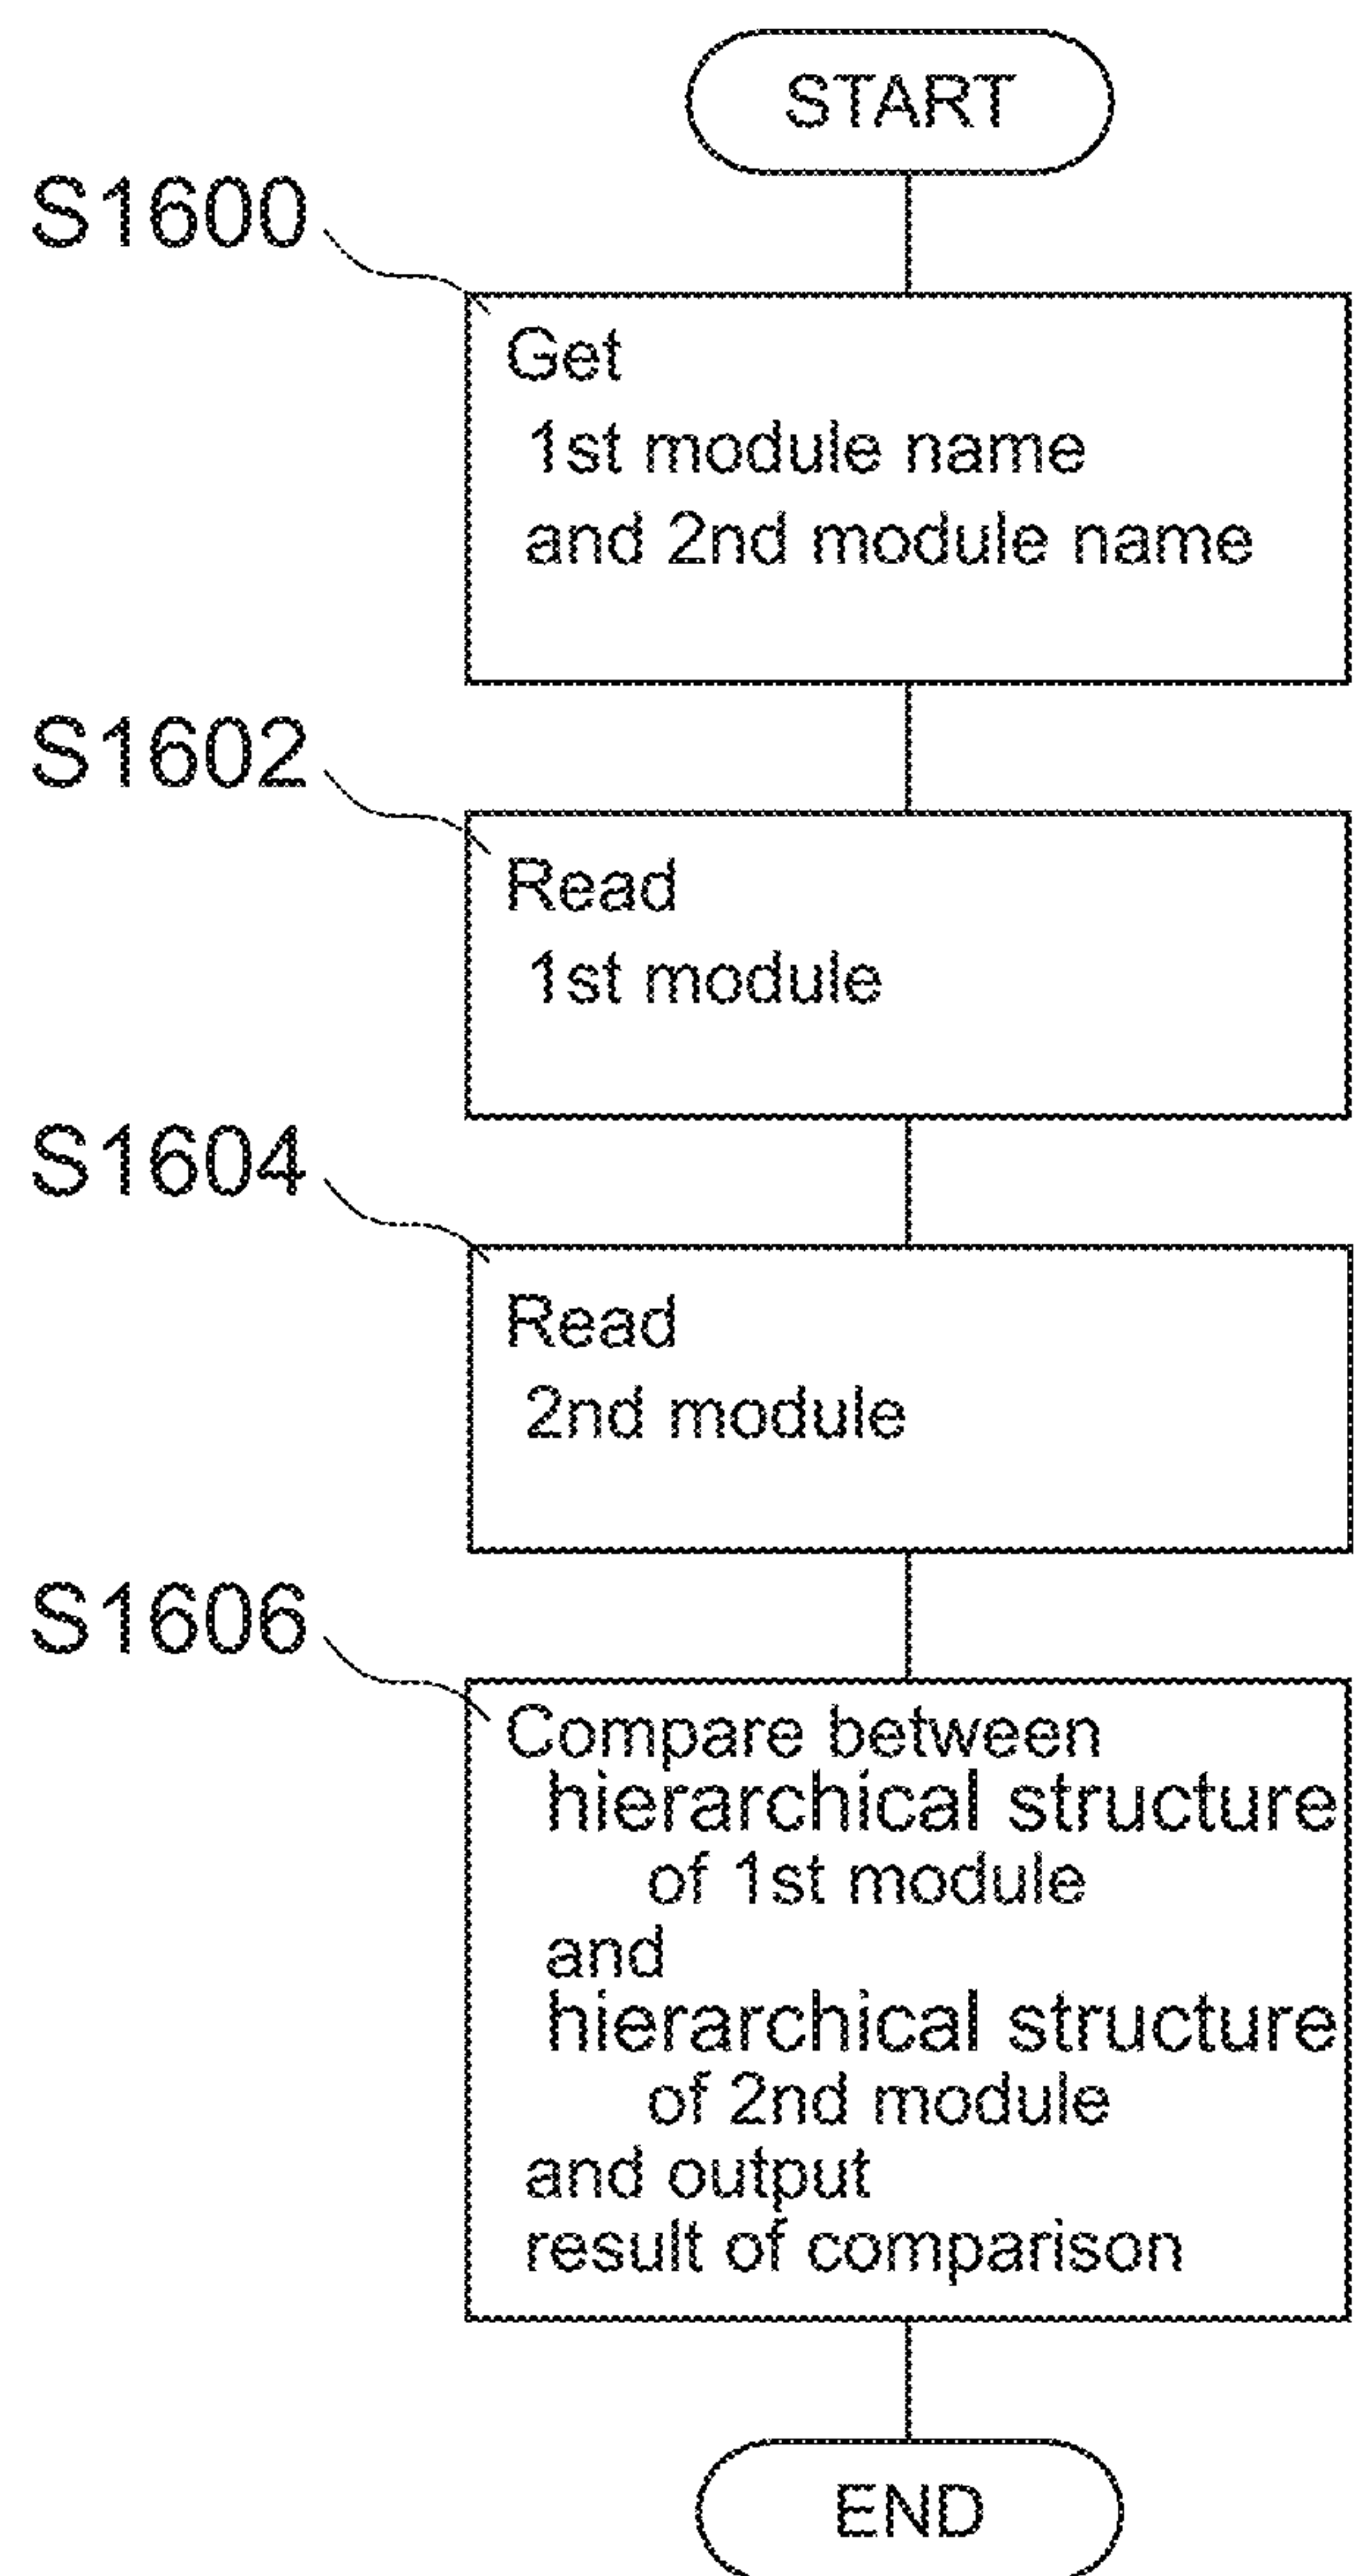 START
S1600
Get
1st module name
and 2nd module name
S1602
Read
1st module
S1604
Read
2nd module
S1606
Compare between
hierarchical structure
of 1st module
and
hierarchical structure
of 2nd module
and output
result of comparison
END